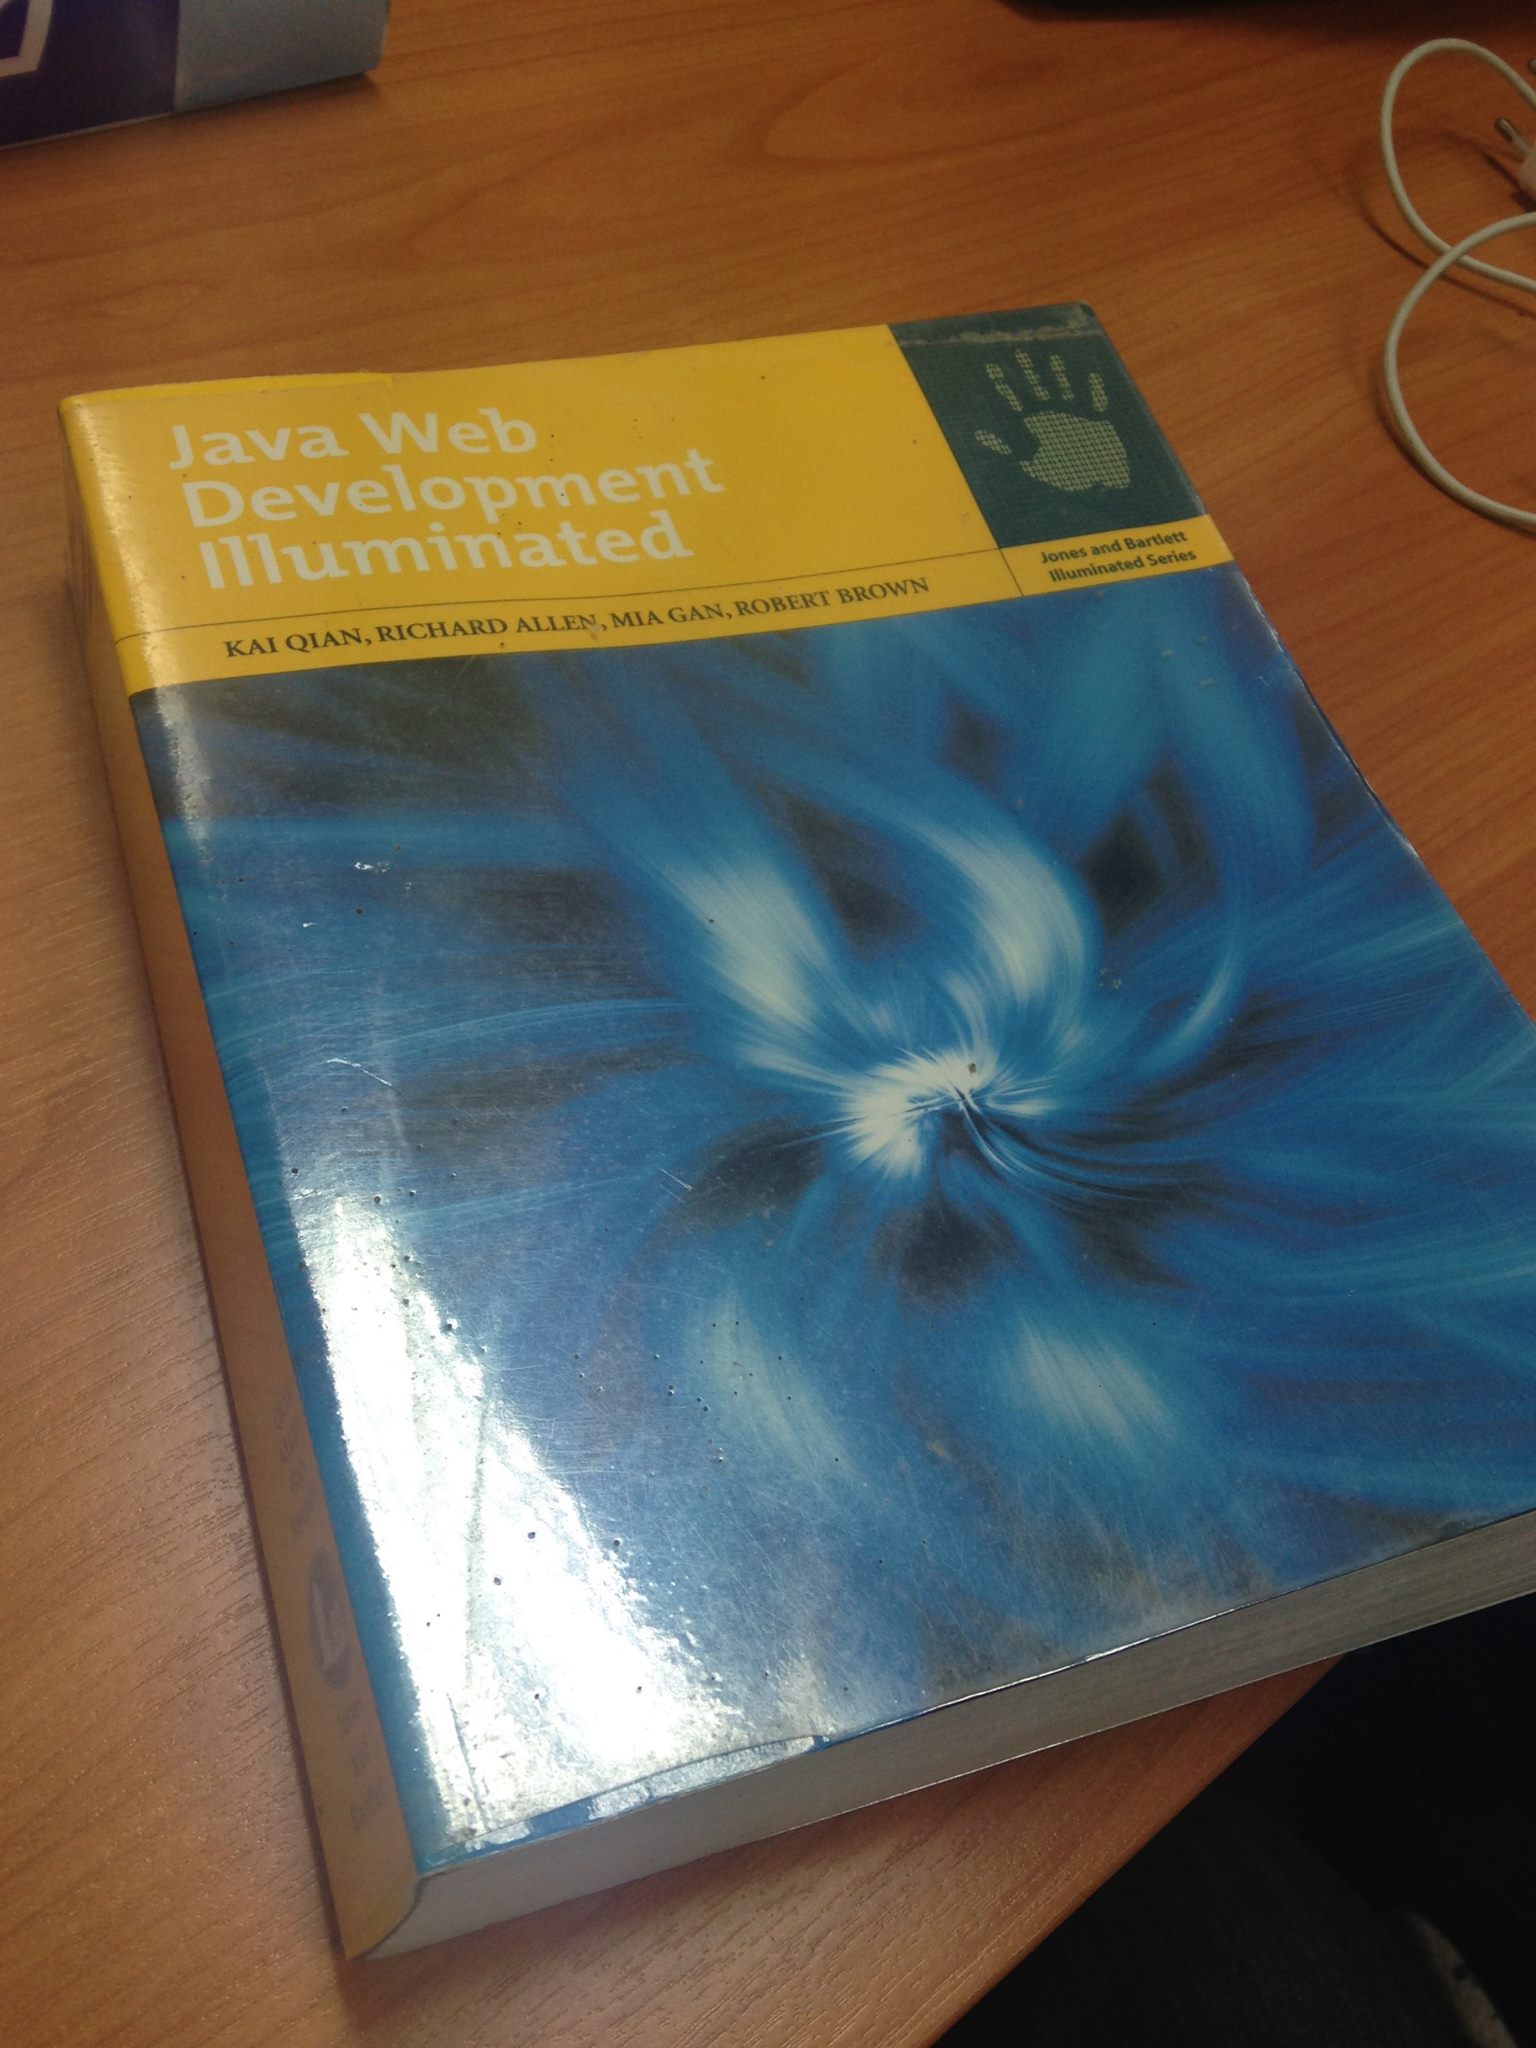 Java Web
Development
Illuminated
KAI QIAN, RICHARD ALLEN, MIA GAN, ROBERT BROWN
Jones and Bartlett
Illuminated Series